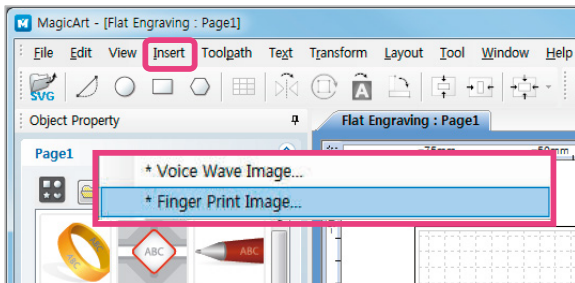 MagicArt - [Flat Engraving : Page1]
File Edit View Insert Toolpath Text Transform Layout Tool Window Help
SVG A
Object Property
Flat Engraving : Page1
Page1
* Voice Wave Image...
* Finger Print Image...
ABC ABC ABC